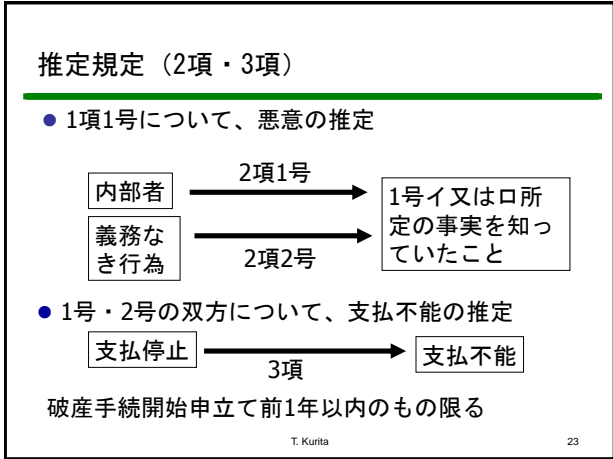 推定規定（2項・3項）
● 1項1号について、悪意の推定
2項1号
内部者
1号イ又はロ所
定の事実を知っ
ていたこと
義務な
き行為
2項2号
● 1号・2号の双方について、支払不能の推定
支払停止
3項
支払不能
破産手続開始申立て前1年以内のもの限る
T. Kurita
23